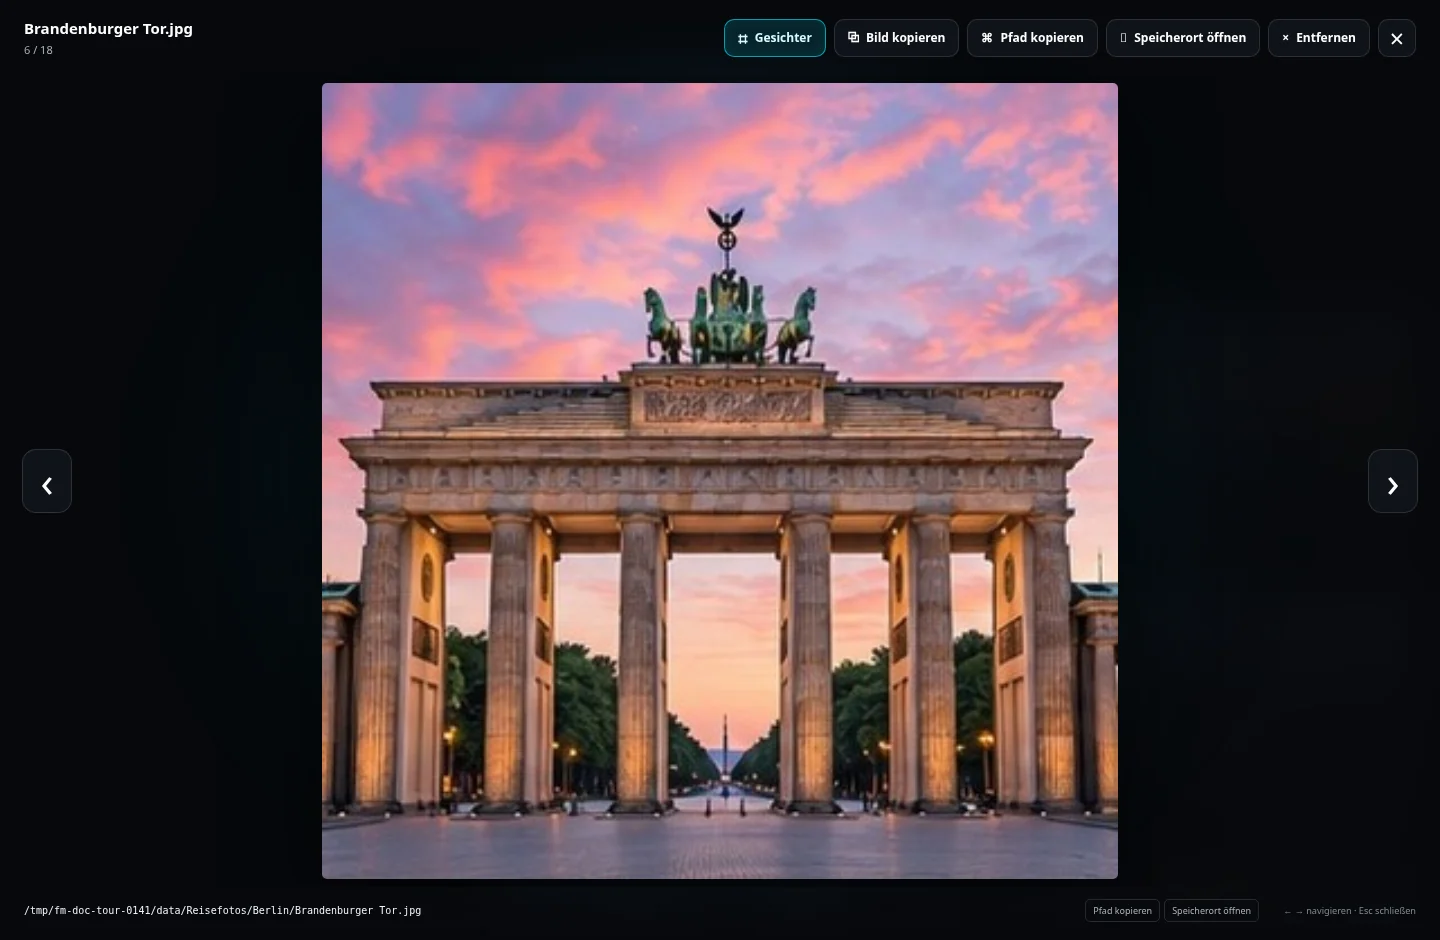 Brandenburger Tor.jpg
6 / 18
Gesichter
Bild kopieren
Pfad kopieren
Speicherort öffnen
Entfernen
/tmp/fm-doc-tour-0141/data/Reisefotos/Berlin/Brandenburger Tor.jpg
Pfad kopieren
Speicherort öffnen
← → navigieren · Esc schließen